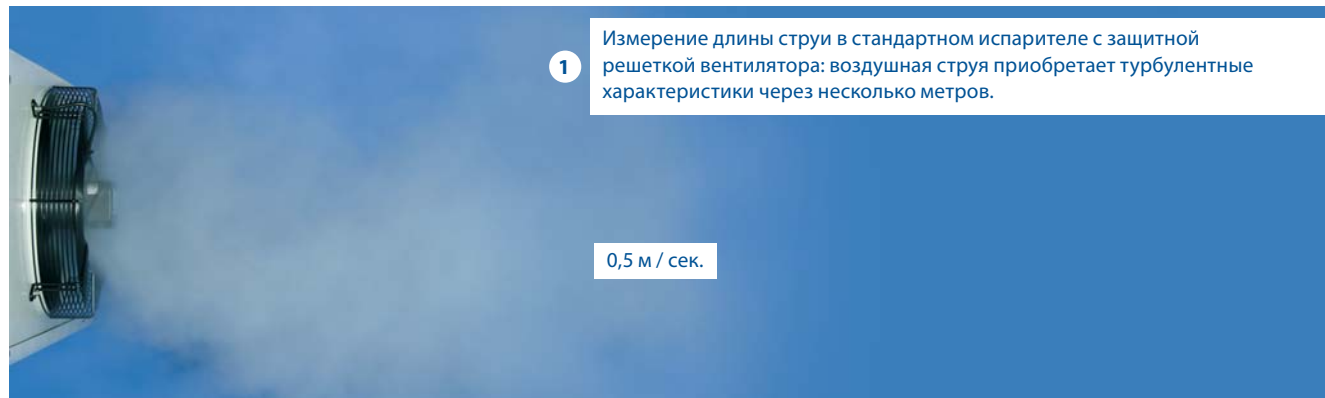 1
Измерение длины струи в стандартном испарителе с защитной
решеткой вентилятора: воздушная струя приобретает турбулентные
характеристики через несколько метров.
0,5 м / сек.